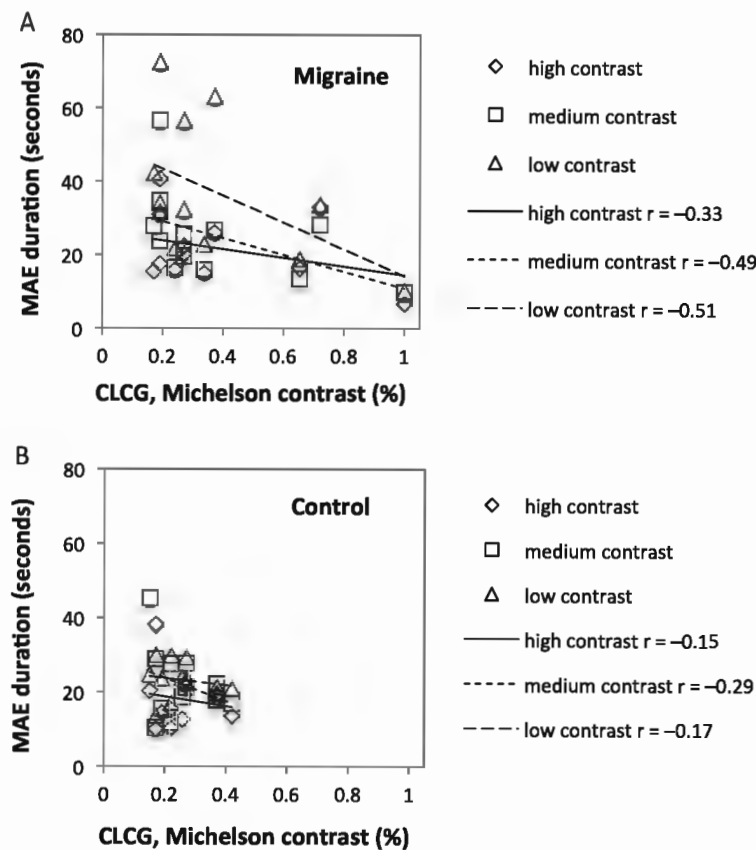 A
80
60
40
20
0
MAE duration (seconds)
Migraine
0
0.2
0.4
0.6
0.8
1
CLCG, Michelson contrast (%)
high contrast
medium contrast
low contrast
high contrast r = –0.33
medium contrast r = –0.49
low contrast r = –0.51
B
80
60
40
20
0
MAE duration (seconds)
Control
0
0.2
0.4
0.6
0.8
1
CLCG, Michelson contrast (%)
high contrast
medium contrast
low contrast
high contrast r = –0.15
medium contrast r = –0.29
low contrast r = –0.17